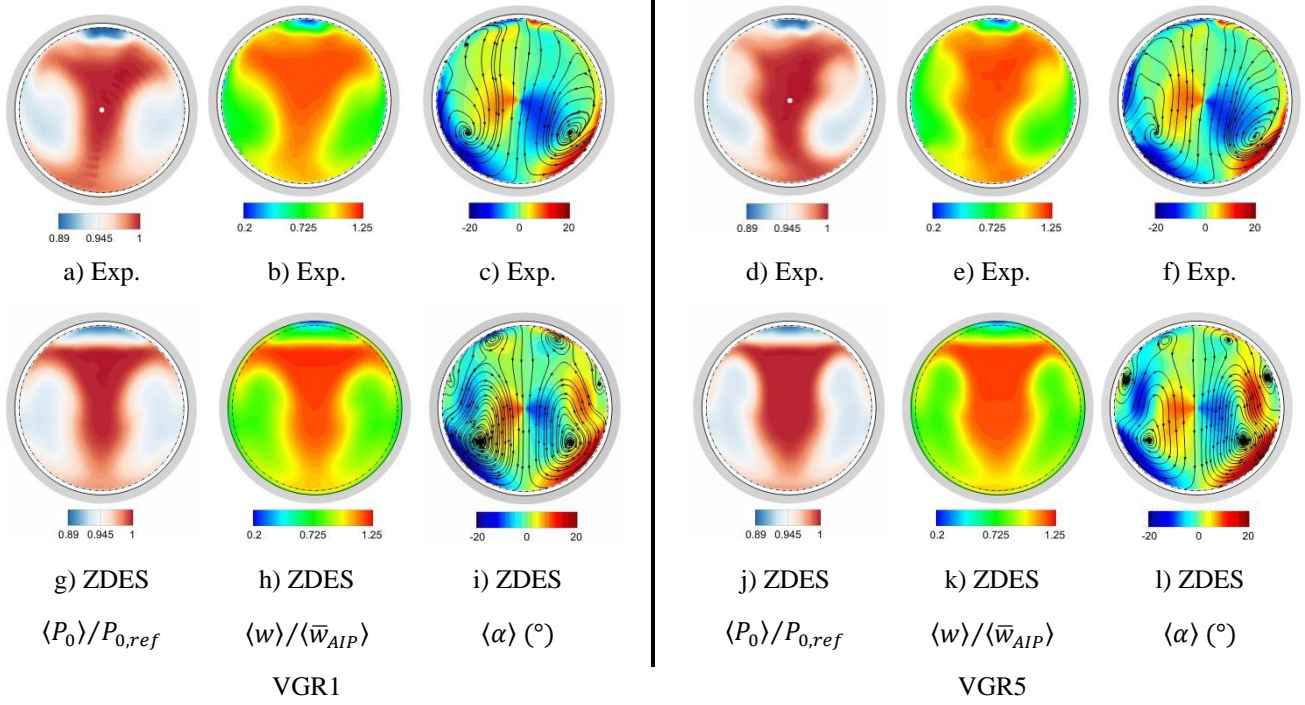 0.89 0.945 1
0.2 0.725 1.25
-20 0 20
0.89 0.945 1
0.2 0.725 1.25
-20 0 20
a) Exp.
b) Exp.
c) Exp.
d) Exp.
e) Exp.
f) Exp.
0.89 0.945 1
0.2 0.725 1.25
-20 0 20
0.89 0.945 1
0.2 0.725 1.25
-20 0 20
g) ZDES
h) ZDES
i) ZDES
j) ZDES
k) ZDES
l) ZDES
⟨P₀⟩/P₀,ref
⟨w⟩/⟨w̅_AIP⟩
⟨α⟩ (°)
⟨P₀⟩/P₀,ref
⟨w⟩/⟨w̅_AIP⟩
⟨α⟩ (°)
VGR1
VGR5